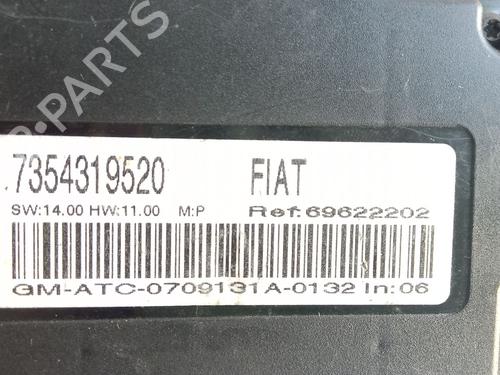 B-PARTS
.7354319520 FIAT
SW:14.00 HW:11.00 M:P Ref:69622202
GM-ATC-0709131A-0132 In:06